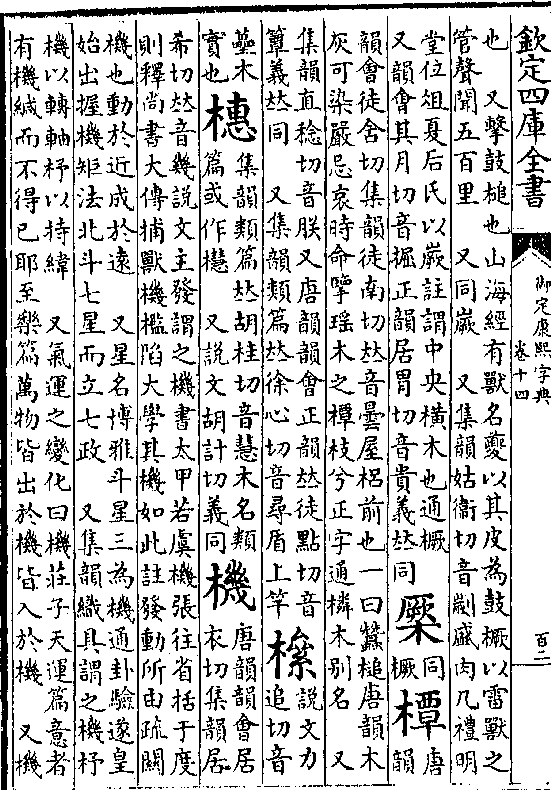 欽定四庫全書
御定康熙字典
卷十四
百二
也　又擊鼓槌也山海經有獸名夔以其皮為鼓橛以雷獸之
管聲聞五百里　又同嶡　又集韻姑衞切音劌盛肉几禮明
堂位俎夏后氏以嶡註謂中央橫木也通橛
又韻會其月切音掘正韻居胃切音貴義𠀤同
橜
同
橛
橝
唐
韻
韻會徒含切集韻徒南切𠀤音曇屋梠前也一曰蠶槌唐韻木
灰可染嚴忌哀時命擥瑤木之橝枝兮正字通橉木别名　又
集韻直稔切音朕又唐韻韻會正韻𠀤徒點切音
簟義𠀤同　又集韻類篇𠀤徐心切音尋盾上竿
橤
説文力
追切音
虆木
實也
橞
集韻類篇𠀤胡桂切音慧木名類
篇或作櫘　又説文胡計切義同
機
唐韻韻會居
衣切集韻居
希切𠀤音幾説文主發謂之機書太甲若虞機張往省括于度
則釋尚書大傳捕獸機檻陷大學其機如此註發動所由疏關
機也動於近成於遠　又星名博雅斗星三為機通卦驗遂皇
始出握機矩法北斗七星而立七政　又集韻織具謂之機杼
機以轉軸杼以持緯　又氣運之變化曰機莊子天運篇意者
有機緘而不得已耶至樂篇萬物皆出於機皆入於機　又機